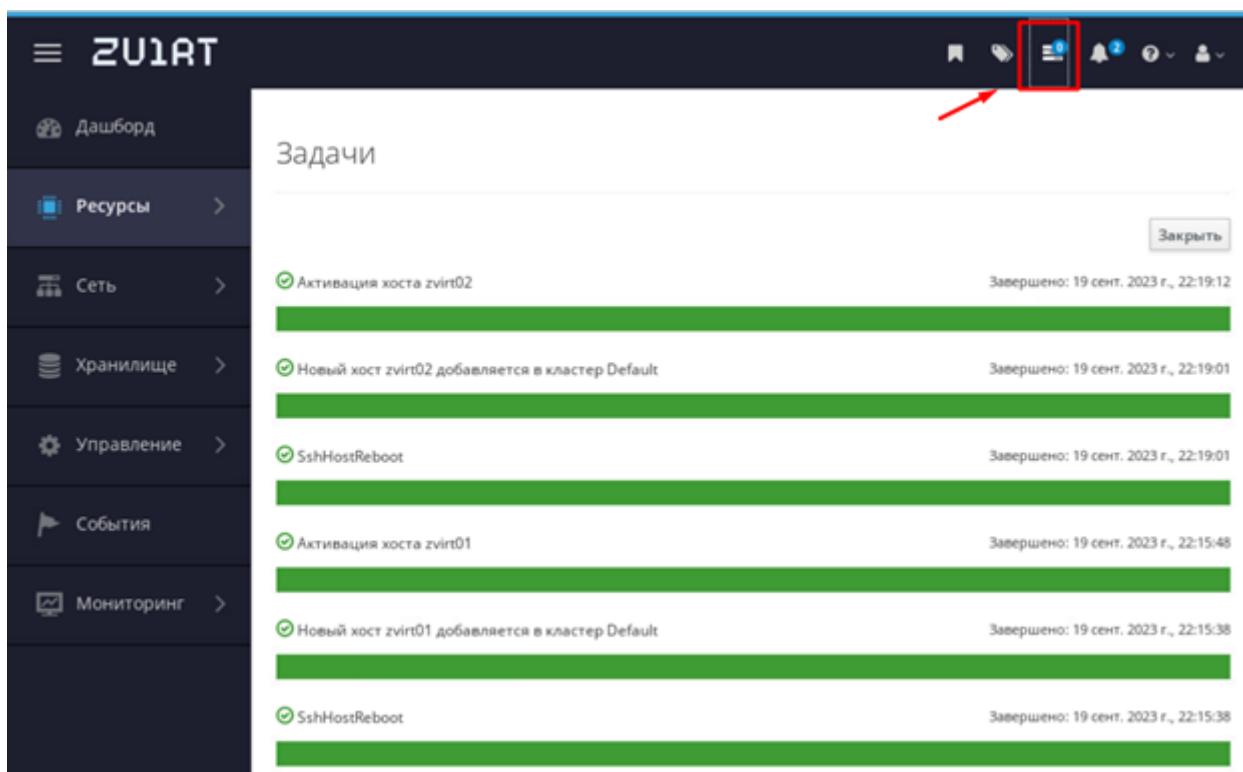 ZVIRT
0
2
Дашборд
Ресурсы
Сеть
Хранилище
Управление
События
Мониторинг
Задачи
Закрыть
Активация хоста zvirt02 Завершено: 19 сент. 2023 г., 22:19:12
Новый хост zvirt02 добавляется в кластер Default Завершено: 19 сент. 2023 г., 22:19:01
SshHostReboot Завершено: 19 сент. 2023 г., 22:19:01
Активация хоста zvirt01 Завершено: 19 сент. 2023 г., 22:15:48
Новый хост zvirt01 добавляется в кластер Default Завершено: 19 сент. 2023 г., 22:15:38
SshHostReboot Завершено: 19 сент. 2023 г., 22:15:38